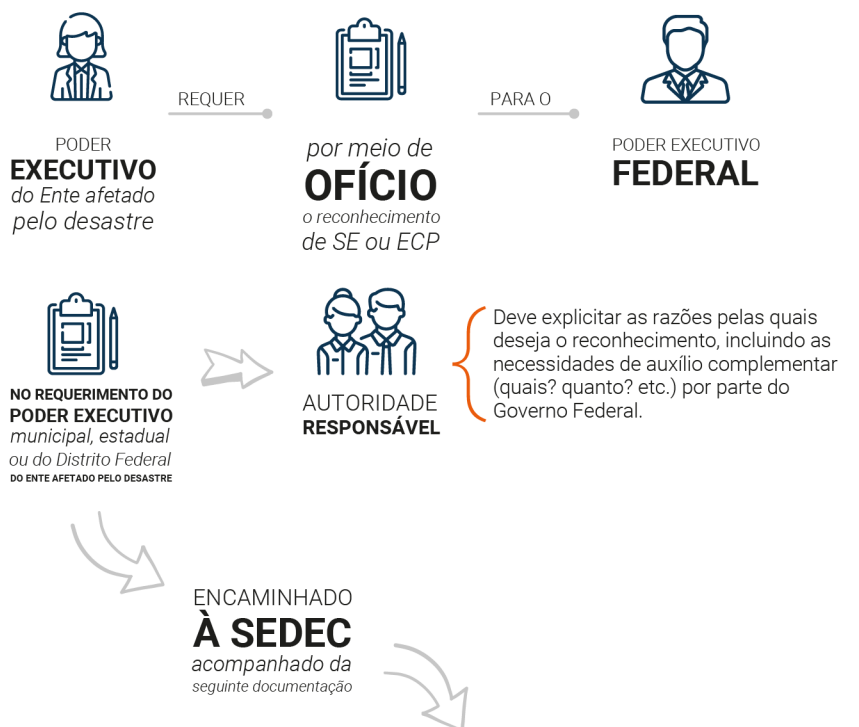 PODER
EXECUTIVO
do Ente afetado
pelo desastre
REQUER
por meio de
OFÍCIO
o reconhecimento
de SE ou ECP
PARA O
PODER EXECUTIVO
FEDERAL
NO REQUERIMENTO DO
PODER EXECUTIVO
municipal, estadual
ou do Distrito Federal
DO ENTE AFETADO PELO DESASTRE
AUTORIDADE
RESPONSÁVEL
Deve explicitar as razões pelas quais
deseja o reconhecimento, incluindo as
necessidades de auxílio complementar
(quais? quanto? etc.) por parte do
Governo Federal.
ENCAMINHADO
À SEDEC
acompanhado da
seguinte documentação